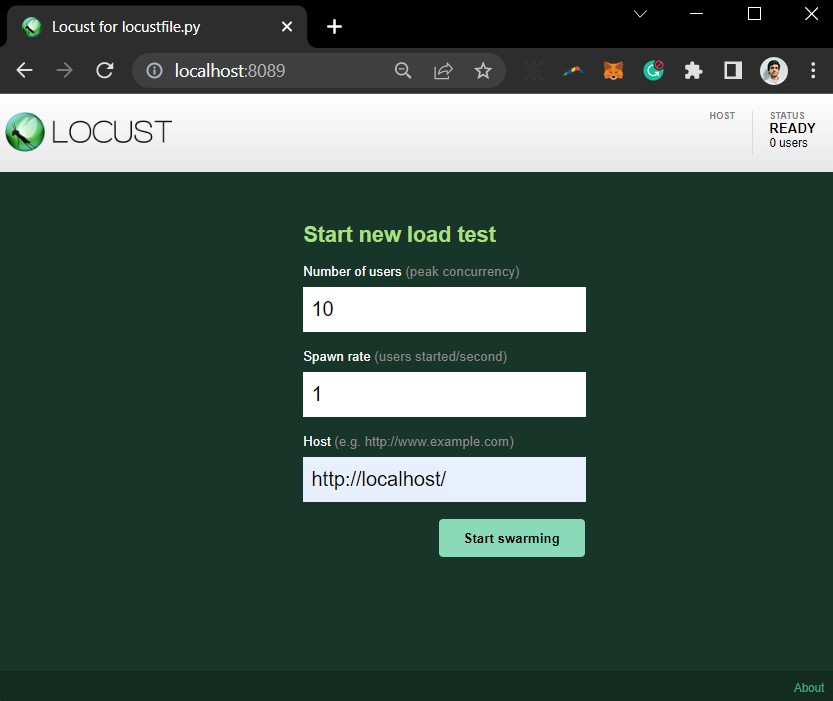 Locust for locustfile.py
localhost:8089
LOCUST
HOST
STATUS
READY
0 users
Start new load test
Number of users (peak concurrency)
10
Spawn rate (users started/second)
1
Host (e.g. http://www.example.com)
http://localhost/
Start swarming
About